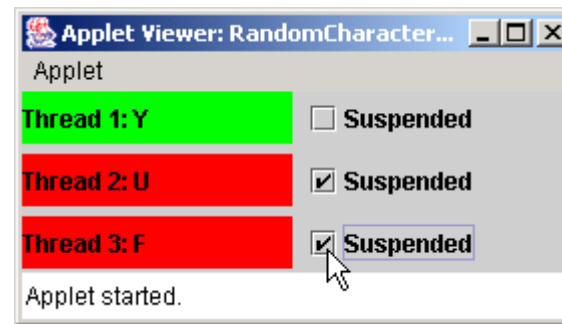 Applet Viewer: RandomCharacter...
Applet
Thread 1: Y Suspended
Thread 2: U Suspended
Thread 3: F Suspended
Applet started.